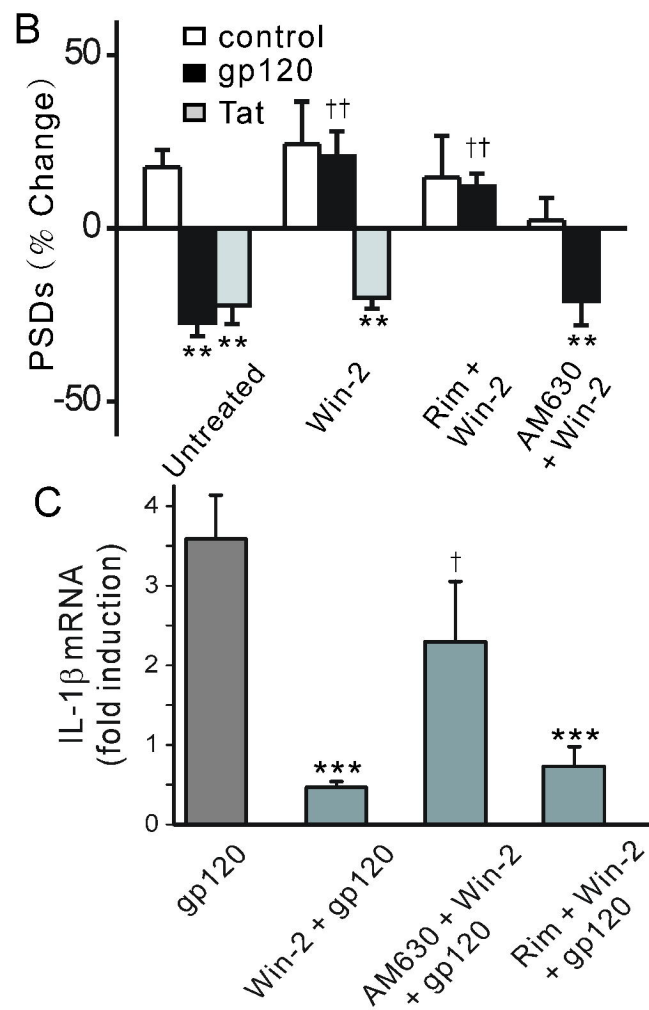 B
control
gp120
Tat
PSDs (% Change)
50
0
-50
††
††
** **
**
**
Untreated
Win-2
Rim +
Win-2
AM630
+ Win-2
C
IL-1β mRNA
(fold induction)
4
3
2
1
0
†
***
***
gp120
Win-2 + gp120
AM630 + Win-2
+ gp120
Rim + Win-2
+ gp120